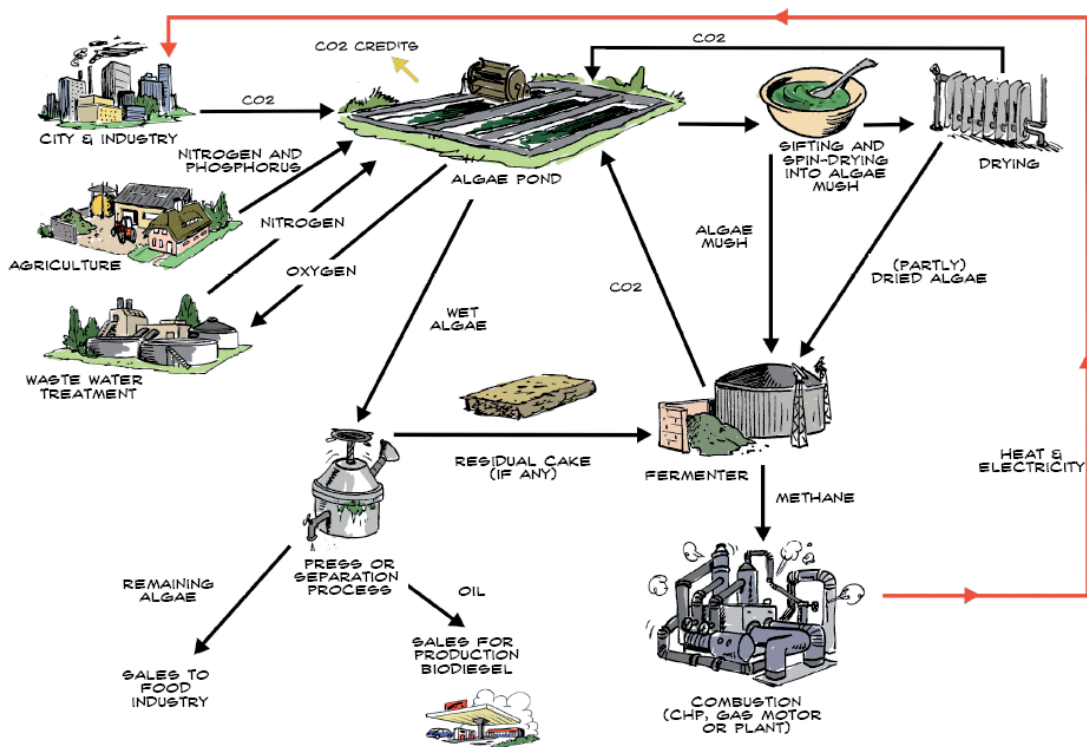 CO2 CREDITS
CO2
CO2
CITY & INDUSTRY
NITROGEN AND
PHOSPHORUS
ALGAE POND
SIFTING AND
SPIN-DRYING
INTO ALGAE
MUSH
DRYING
NITROGEN
AGRICULTURE
OXYGEN
ALGAE
MUSH
(PARTLY)
DRIED ALGAE
CO2
WET
ALGAE
WASTE WATER
TREATMENT
RESIDUAL CAKE
(IF ANY)
FERMENTER
HEAT &
ELECTRICITY
METHANE
PRESS OR
SEPARATION
PROCESS
REMAINING
ALGAE
OIL
SALES TO
FOOD
INDUSTRY
SALES FOR
PRODUCTION
BIODIESEL
COMBUSTION
(CHP, GAS MOTOR
OR PLANT)